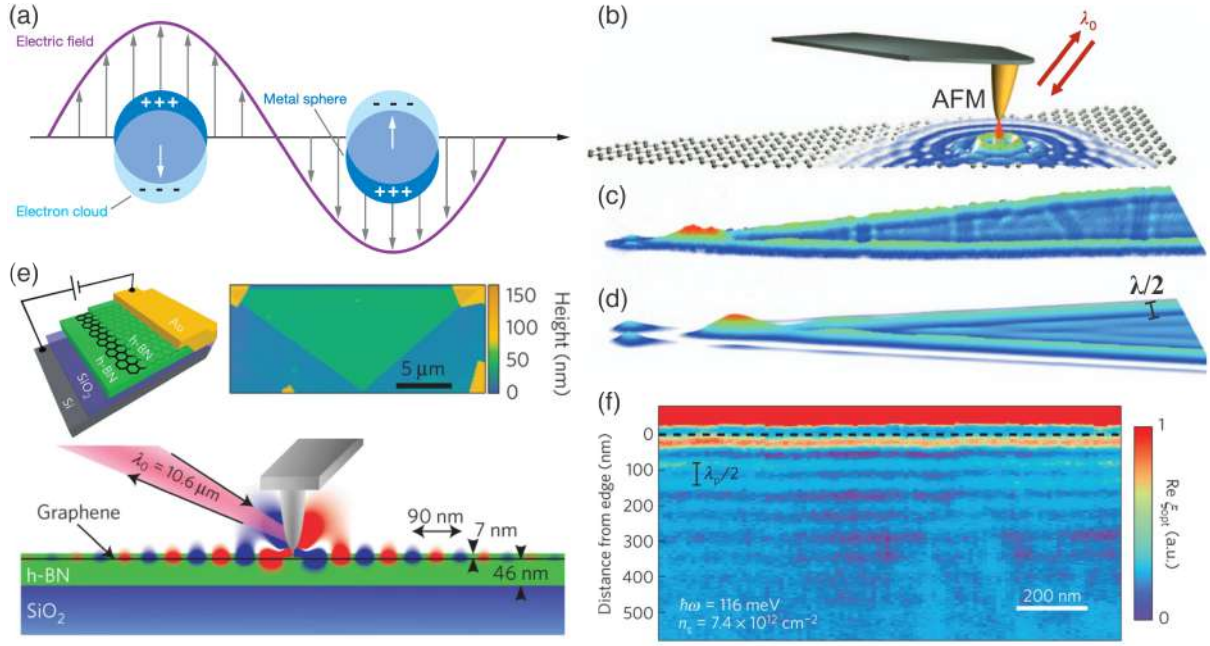 (a)
Electric field
+++
- - -
Metal sphere
- - -
+++
Electron cloud
(b)
λ₀
AFM
(c)
(d)
λ/2
(e)
Au
h-BN
h-BN
SiO₂
Si
5 μm
150
100
50
0
Height (nm)
λ₀ = 10.6 μm
Graphene
90 nm
7 nm
46 nm
h-BN
SiO₂
(f)
0
100
200
300
400
500
Distance from edge (nm)
λₚ/2
ħω = 116 meV
nₛ = 7.4 × 10¹² cm⁻²
200 nm
1
0
Re ξₒₚₜ (a.u.)